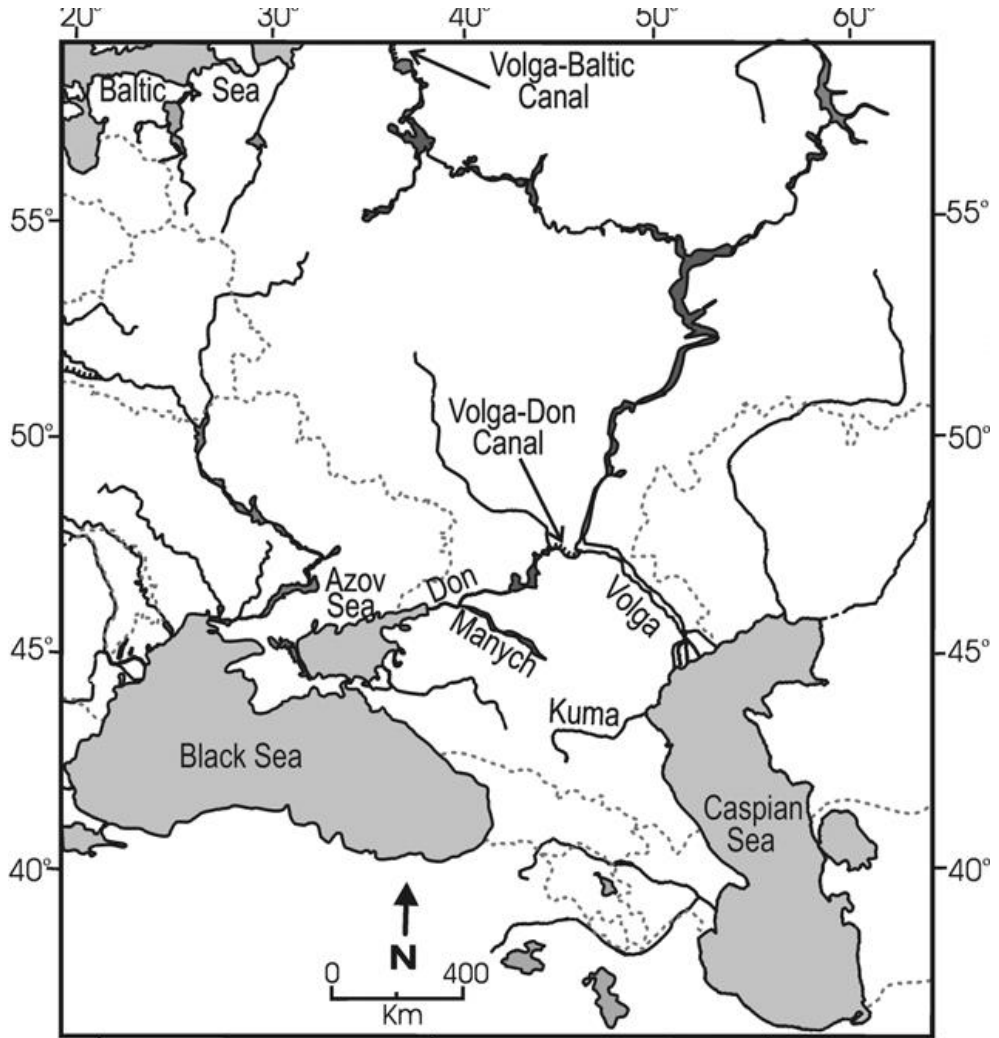 20° 30° 40° 50° 60°
Volga-Baltic
Canal
Baltic Sea
55° 55°
Volga-Don
Canal
50° 50°
Azov
Sea
Don
Manych
Volga
45° 45°
Kuma
Black Sea
Caspian
Sea
40° 40°
N
0 400
Km